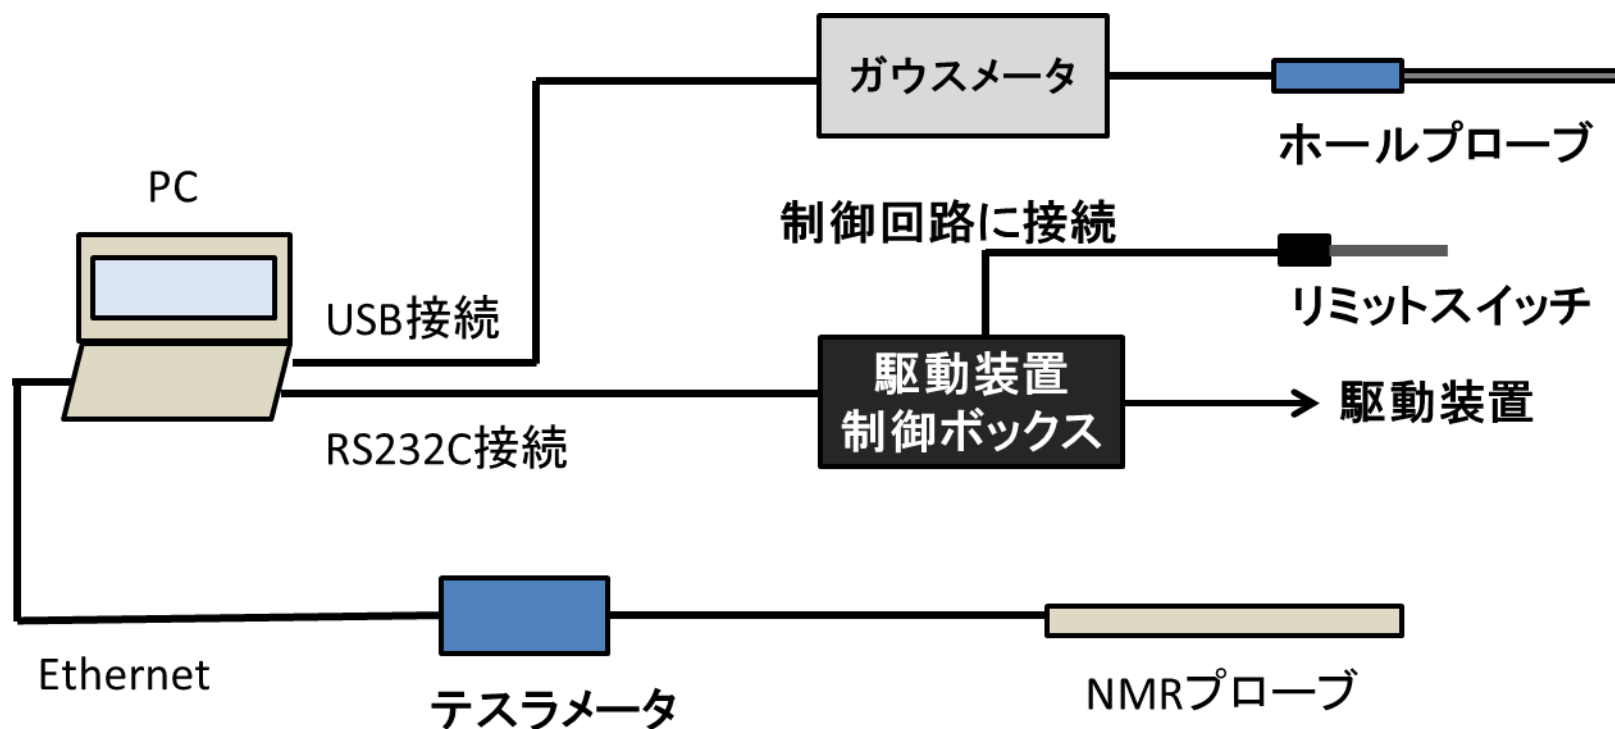 ガウスメータ
ホールプローブ
PC
制御回路に接続
リミットスイッチ
USB接続
駆動装置
制御ボックス
駆動装置
RS232C接続
Ethernet
テスラメータ
NMRプローブ